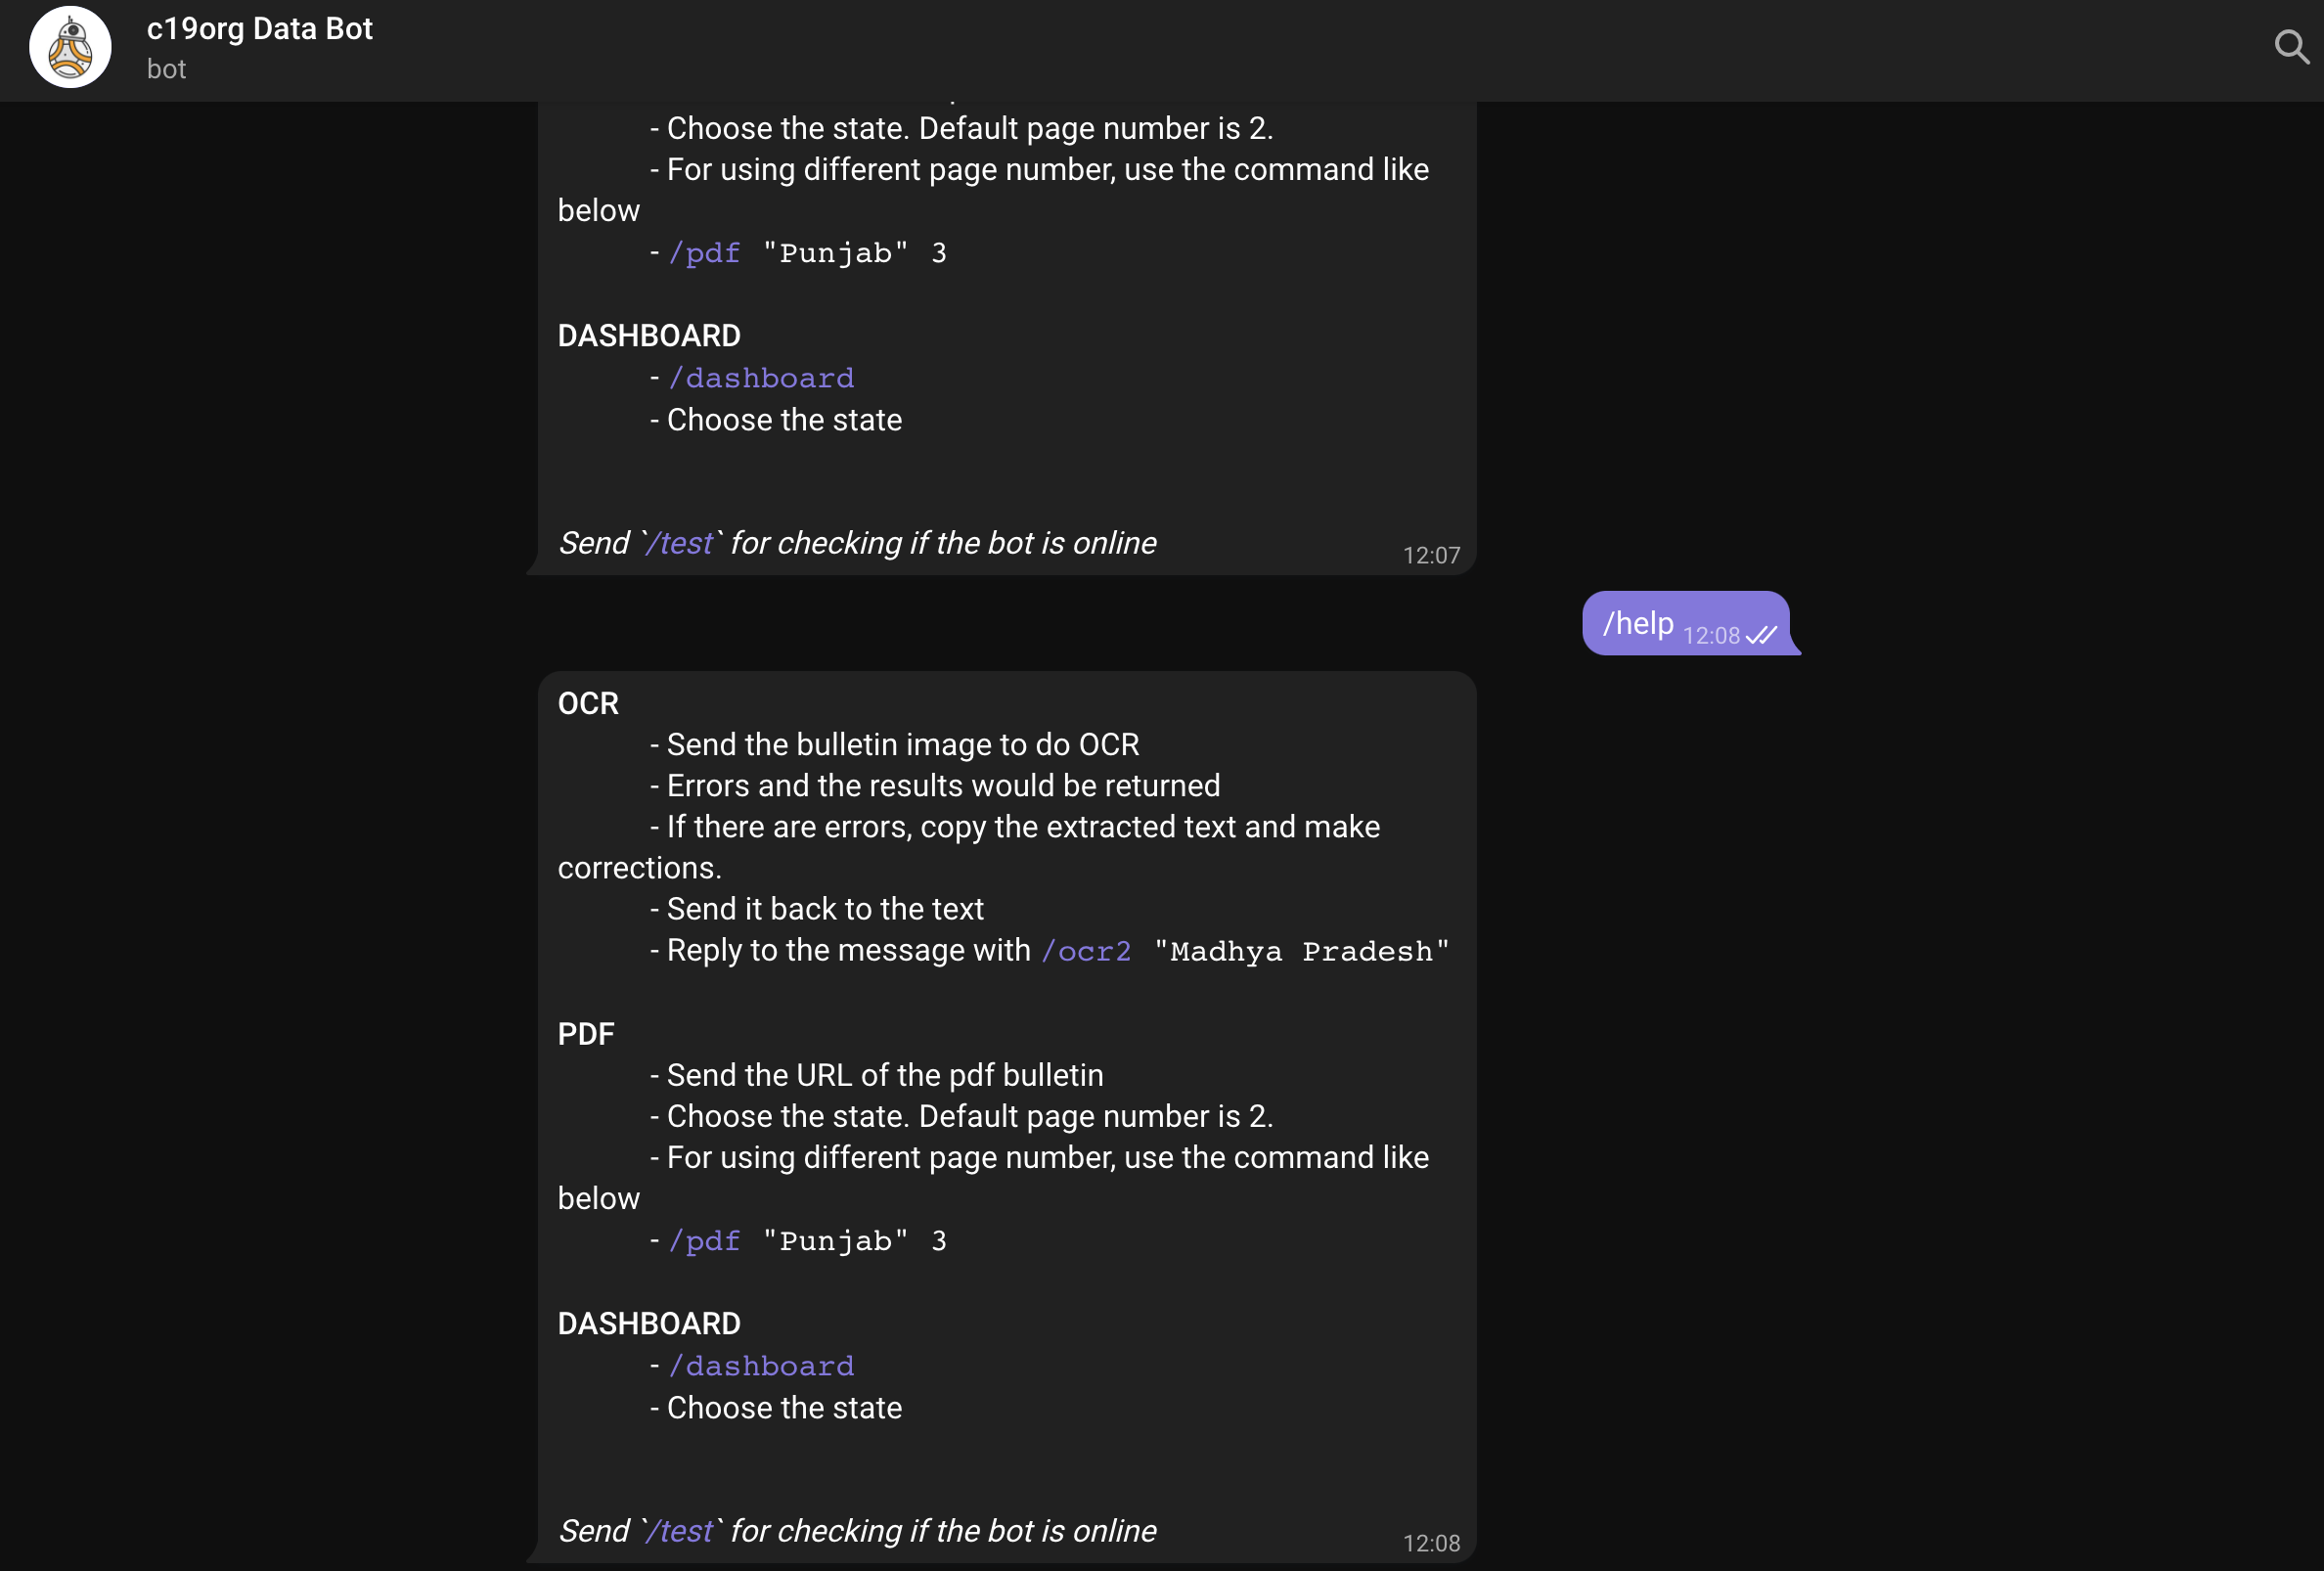 c19org Data Bot
bot
- Choose the state. Default page number is 2.
- For using different page number, use the command like
below
- /pdf "Punjab" 3
DASHBOARD
- /dashboard
- Choose the state
Send `/test` for checking if the bot is online
12:07
/help 12:08
OCR
- Send the bulletin image to do OCR
- Errors and the results would be returned
- If there are errors, copy the extracted text and make
corrections.
- Send it back to the text
- Reply to the message with /ocr2 "Madhya Pradesh"
PDF
- Send the URL of the pdf bulletin
- Choose the state. Default page number is 2.
- For using different page number, use the command like
below
- /pdf "Punjab" 3
DASHBOARD
- /dashboard
- Choose the state
Send `/test` for checking if the bot is online
12:08